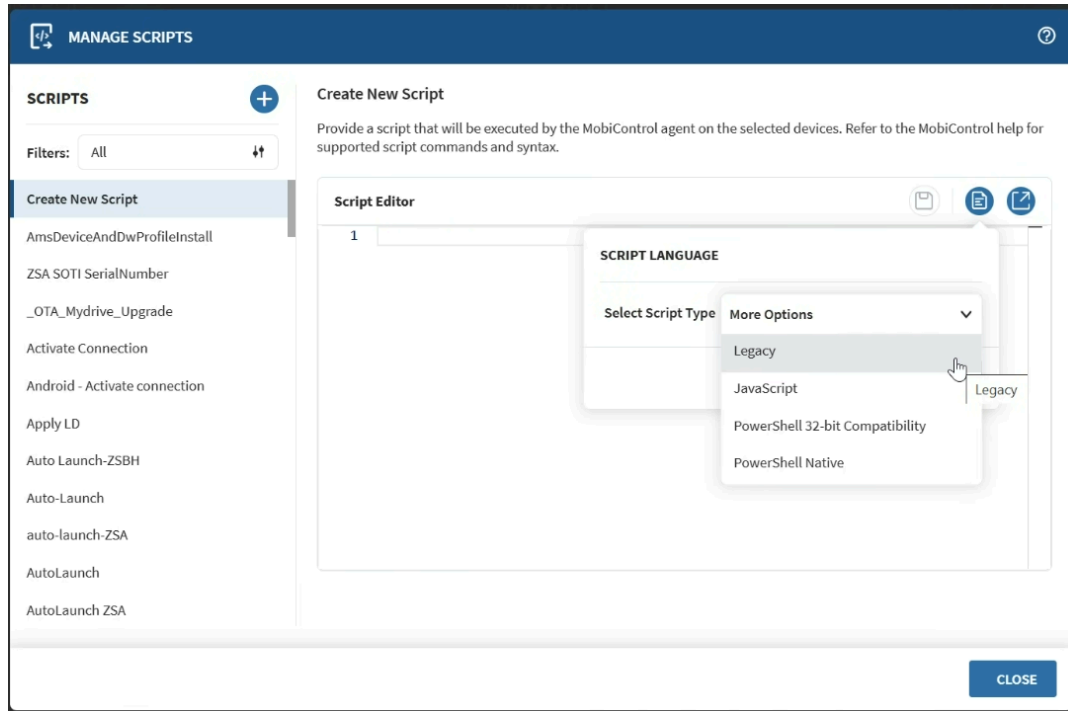 MANAGE SCRIPTS
SCRIPTS
Filters: All
Create New Script
AmsDeviceAndDwProfileInstall
ZSA SOTI SerialNumber
_OTA_Mydrive_Upgrade
Activate Connection
Android - Activate connection
Apply LD
Auto Launch-ZSBH
Auto-Launch
auto-launch-ZSA
AutoLaunch
AutoLaunch ZSA
Create New Script
Provide a script that will be executed by the MobiControl agent on the selected devices. Refer to the MobiControl help for
supported script commands and syntax.
Script Editor
1
SCRIPT LANGUAGE
Select Script Type More Options
Legacy
JavaScript
PowerShell 32-bit Compatibility
PowerShell Native
Legacy
CLOSE